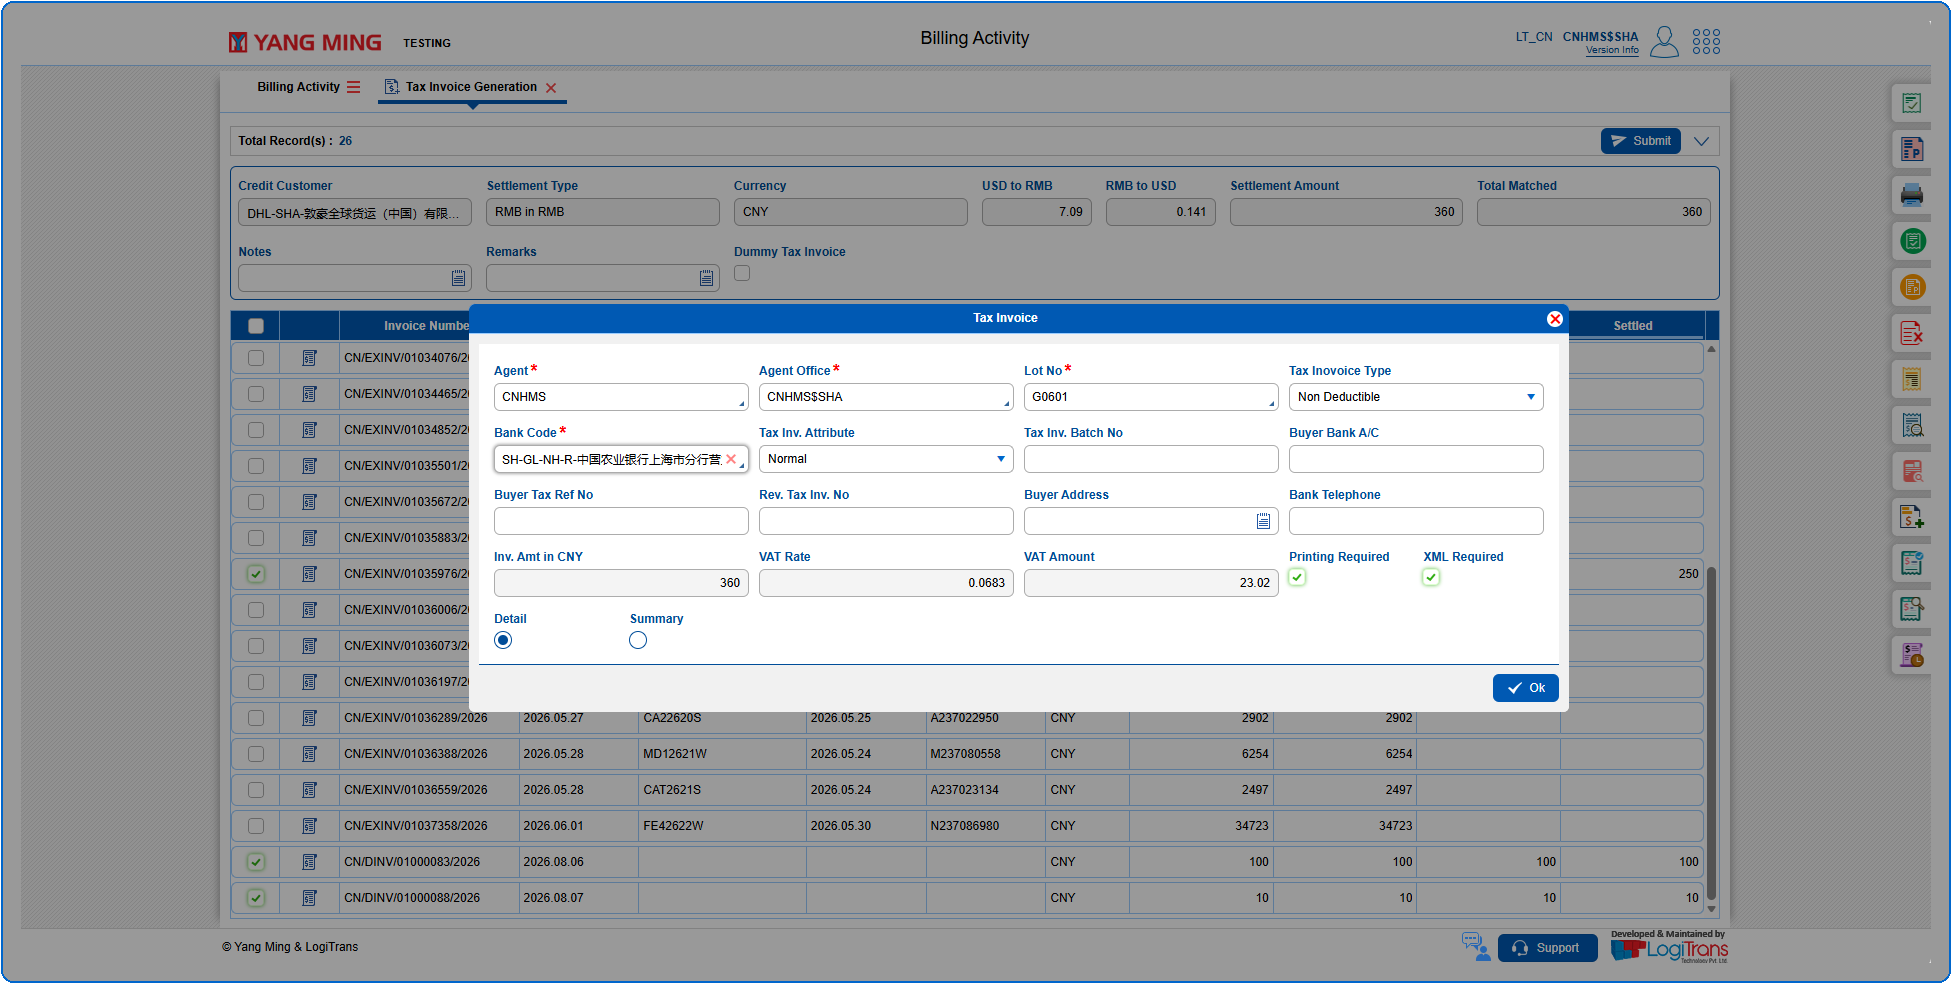 YANG MING TESTING
Billing Activity
LT_CN CNHMS$SHA
Version Info
Billing Activity Tax Invoice Generation
Total Record(s) : 26
Submit
Credit Customer Settlement Type Currency USD to RMB RMB to USD Settlement Amount Total Matched
DHL-SHA-敦豪全球货运（中国）有限... RMB in RMB CNY 7.09 0.141 360 360
Notes Remarks Dummy Tax Invoice
Invoice Numbe Settled
Tax Invoice
CN/EXINV/01034076/20
CN/EXINV/01034465/20
CN/EXINV/01034852/20
CN/EXINV/01035501/20
CN/EXINV/01035672/20
CN/EXINV/01035883/20
CN/EXINV/01035976/20 250
CN/EXINV/01036006/20
CN/EXINV/01036073/20
CN/EXINV/01036197/20
Agent* Agent Office* Lot No* Tax Inovoice Type
CNHMS CNHMS$SHA G0601 Non Deductible
Bank Code* Tax Inv. Attribute Tax Inv. Batch No Buyer Bank A/C
SH-GL-NH-R-中国农业银行上海市分行营 Normal
Buyer Tax Ref No Rev. Tax Inv. No Buyer Address Bank Telephone
Inv. Amt in CNY VAT Rate VAT Amount Printing Required XML Required
360 0.0683 23.02
Detail Summary
Ok
CN/EXINV/01036289/2026 2026.05.27 CA22620S 2026.05.25 A237022950 CNY 2902 2902
CN/EXINV/01036388/2026 2026.05.28 MD12621W 2026.05.24 M237080558 CNY 6254 6254
CN/EXINV/01036559/2026 2026.05.28 CAT2621S 2026.05.24 A237023134 CNY 2497 2497
CN/EXINV/01037358/2026 2026.06.01 FE42622W 2026.05.30 N237086980 CNY 34723 34723
CN/DINV/01000083/2026 2026.08.06 CNY 100 100 100 100
CN/DINV/01000088/2026 2026.08.07 CNY 10 10 10 10
© Yang Ming & LogiTrans
Support
Developed & Maintained by
LogiTrans
Technology Pvt. Ltd.